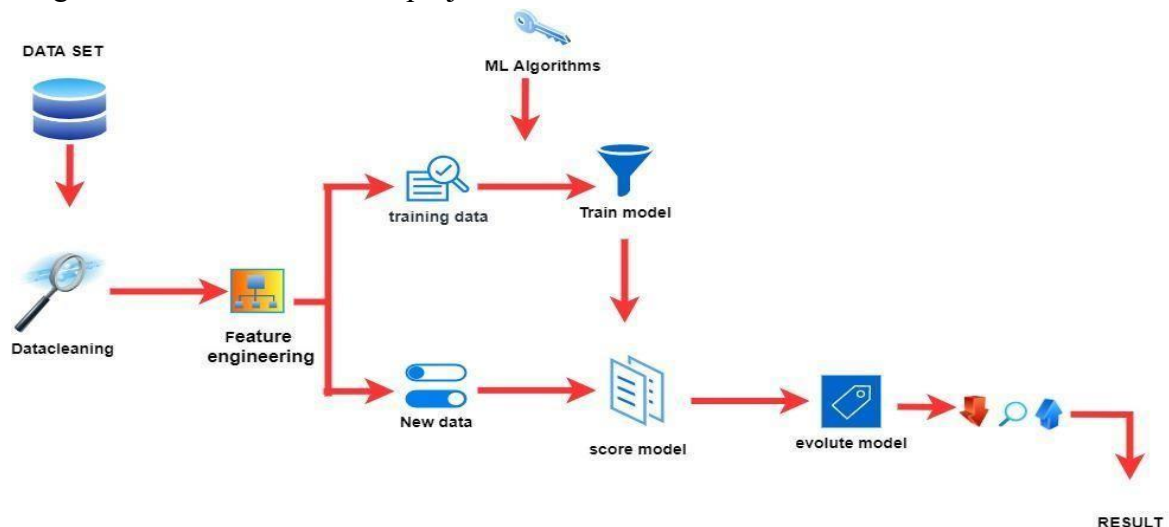 DATA SET
ML Algorithms
training data
Train model
Datacleaning
Feature
engineering
New data
score model
evolute model
RESULT